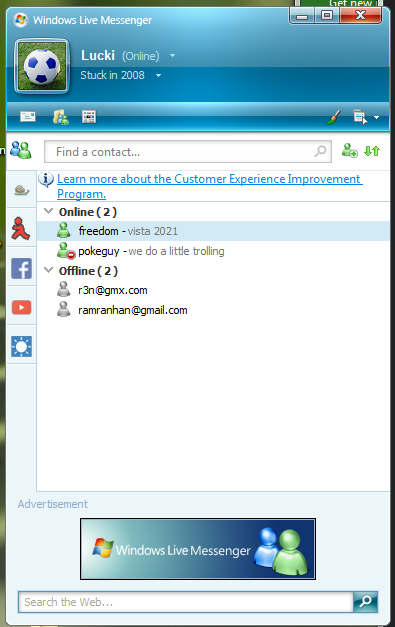 Get new
Windows Live Messenger
Lucki (Online)
Stuck in 2008
Find a contact...
Learn more about the Customer Experience Improvement
Program.
Online ( 2 )
freedom - vista 2021
pokeguy - we do a little trolling
Offline ( 2 )
r3n@gmx.com
ramranhan@gmail.com
Advertisement
Windows Live Messenger
Search the Web...